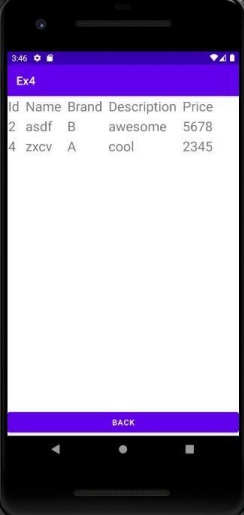 3:46
Ex4
Id Name Brand Description Price
2 asdf B awesome 5678
4 zxcv A cool 2345
BACK